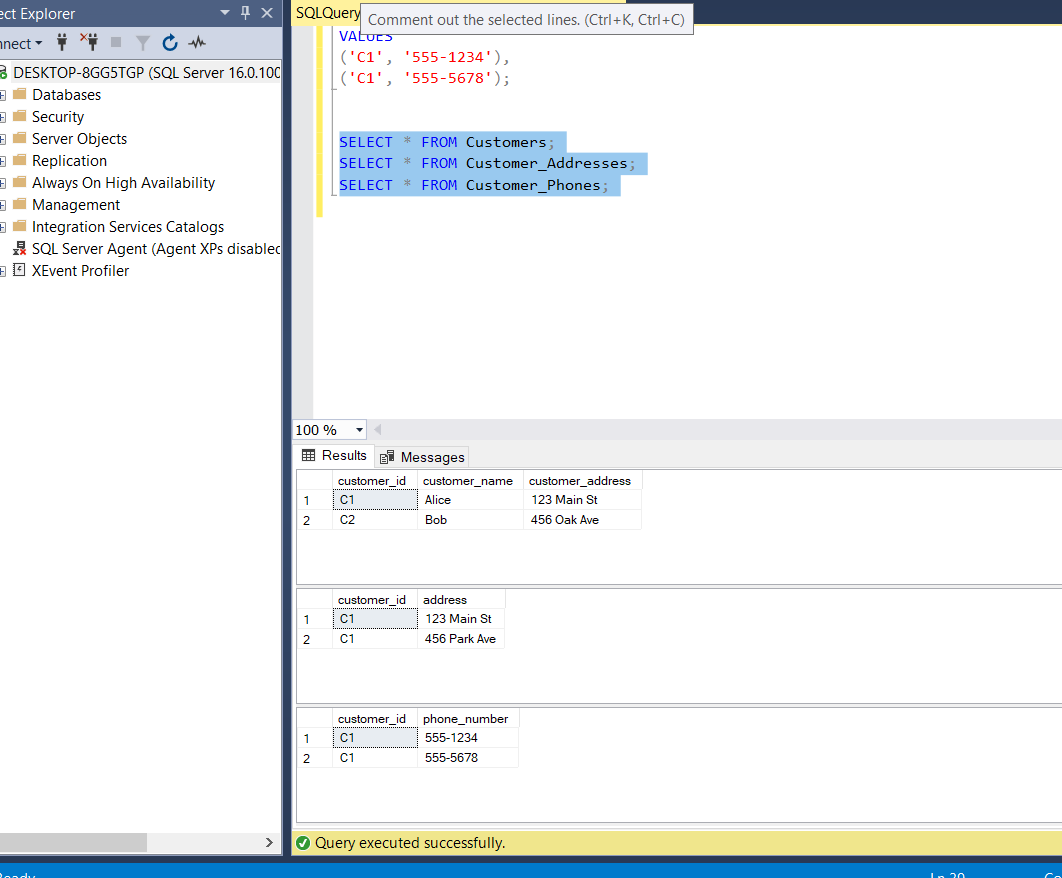 ect Explorer
nnect
DESKTOP-8GG5TGP (SQL Server 16.0.100
Databases
Security
Server Objects
Replication
Always On High Availability
Management
Integration Services Catalogs
SQL Server Agent (Agent XPs disabled
XEvent Profiler
SQLQuery
Comment out the selected lines. (Ctrl+K, Ctrl+C)
VALUES
('C1', '555-1234'),
('C1', '555-5678');
SELECT * FROM Customers;
SELECT * FROM Customer_Addresses;
SELECT * FROM Customer_Phones;
100 %
Results Messages
customer_id customer_name customer_address
1 C1 Alice 123 Main St
2 C2 Bob 456 Oak Ave
customer_id address
1 C1 123 Main St
2 C1 456 Park Ave
customer_id phone_number
1 C1 555-1234
2 C1 555-5678
Query executed successfully.
Ready